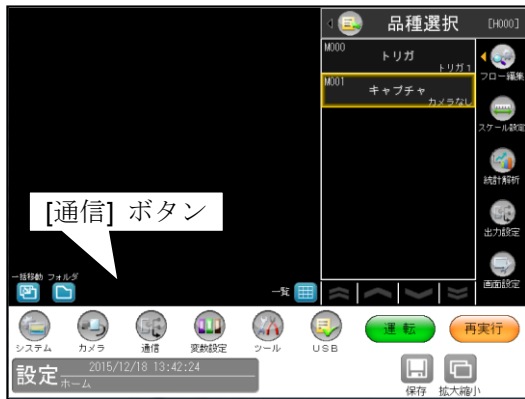 品種選択 [H000]
M000
トリガ
トリガ1
M001
キャプチャ
カメラなし
フロー編集
スケール設定
統計解析
出力設定
画面設定
[通信] ボタン
一括移動 フォルダ
一覧
システム カメラ 通信 変数設定 ツール USB
運転 再実行
設定 2015/12/18 13:42:24
ホーム
保存 拡大縮小